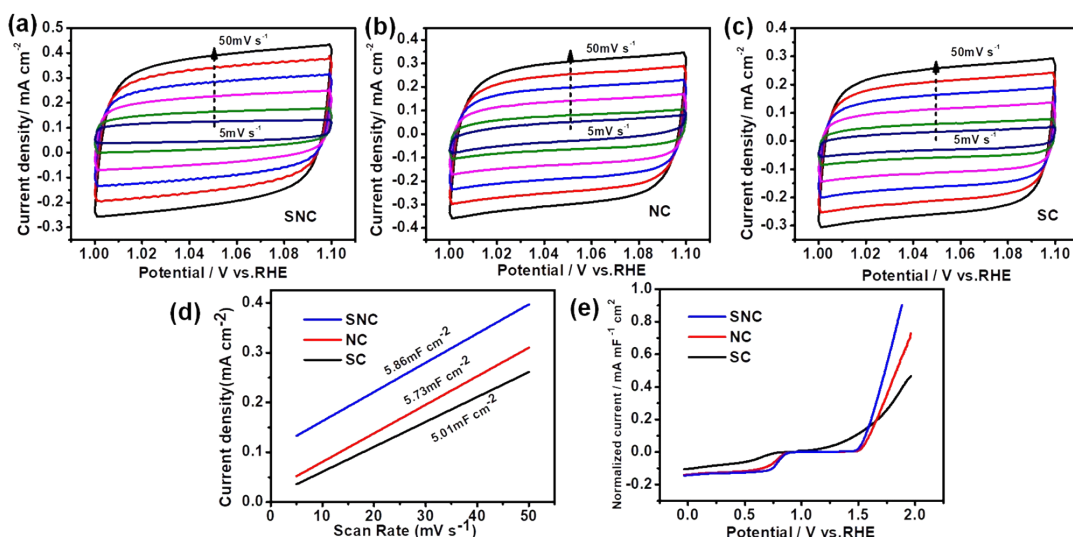 (a)
Current density/ mA cm-2
0.5
0.4
0.3
0.2
0.1
0.0
-0.1
-0.2
-0.3
50mV s-1
5mV s-1
SNC
1.00 1.02 1.04 1.06 1.08 1.10
Potential / V vs.RHE
(b)
Current density/ mA cm-2
0.4
0.3
0.2
0.1
0.0
-0.1
-0.2
-0.3
-0.4
50mV s-1
5mV s-1
NC
1.00 1.02 1.04 1.06 1.08 1.10
Potential / V vs.RHE
(c)
Current density/ mA cm-2
0.4
0.3
0.2
0.1
0.0
-0.1
-0.2
-0.3
50mV s-1
5mV s-1
SC
1.00 1.02 1.04 1.06 1.08 1.10
Potential / V vs.RHE
(d)
Current density(mA cm-2)
0.4
0.3
0.2
0.1
0.0
SNC
NC
SC
5.86mF cm-2
5.73mF cm-2
5.01mF cm-2
0 10 20 30 40 50
Scan Rate (mV s-1)
(e)
Normalized current / mA mF-1 cm2
1.0
0.8
0.6
0.4
0.2
0.0
-0.2
SNC
NC
SC
0.0 0.5 1.0 1.5 2.0
Potential / V vs.RHE